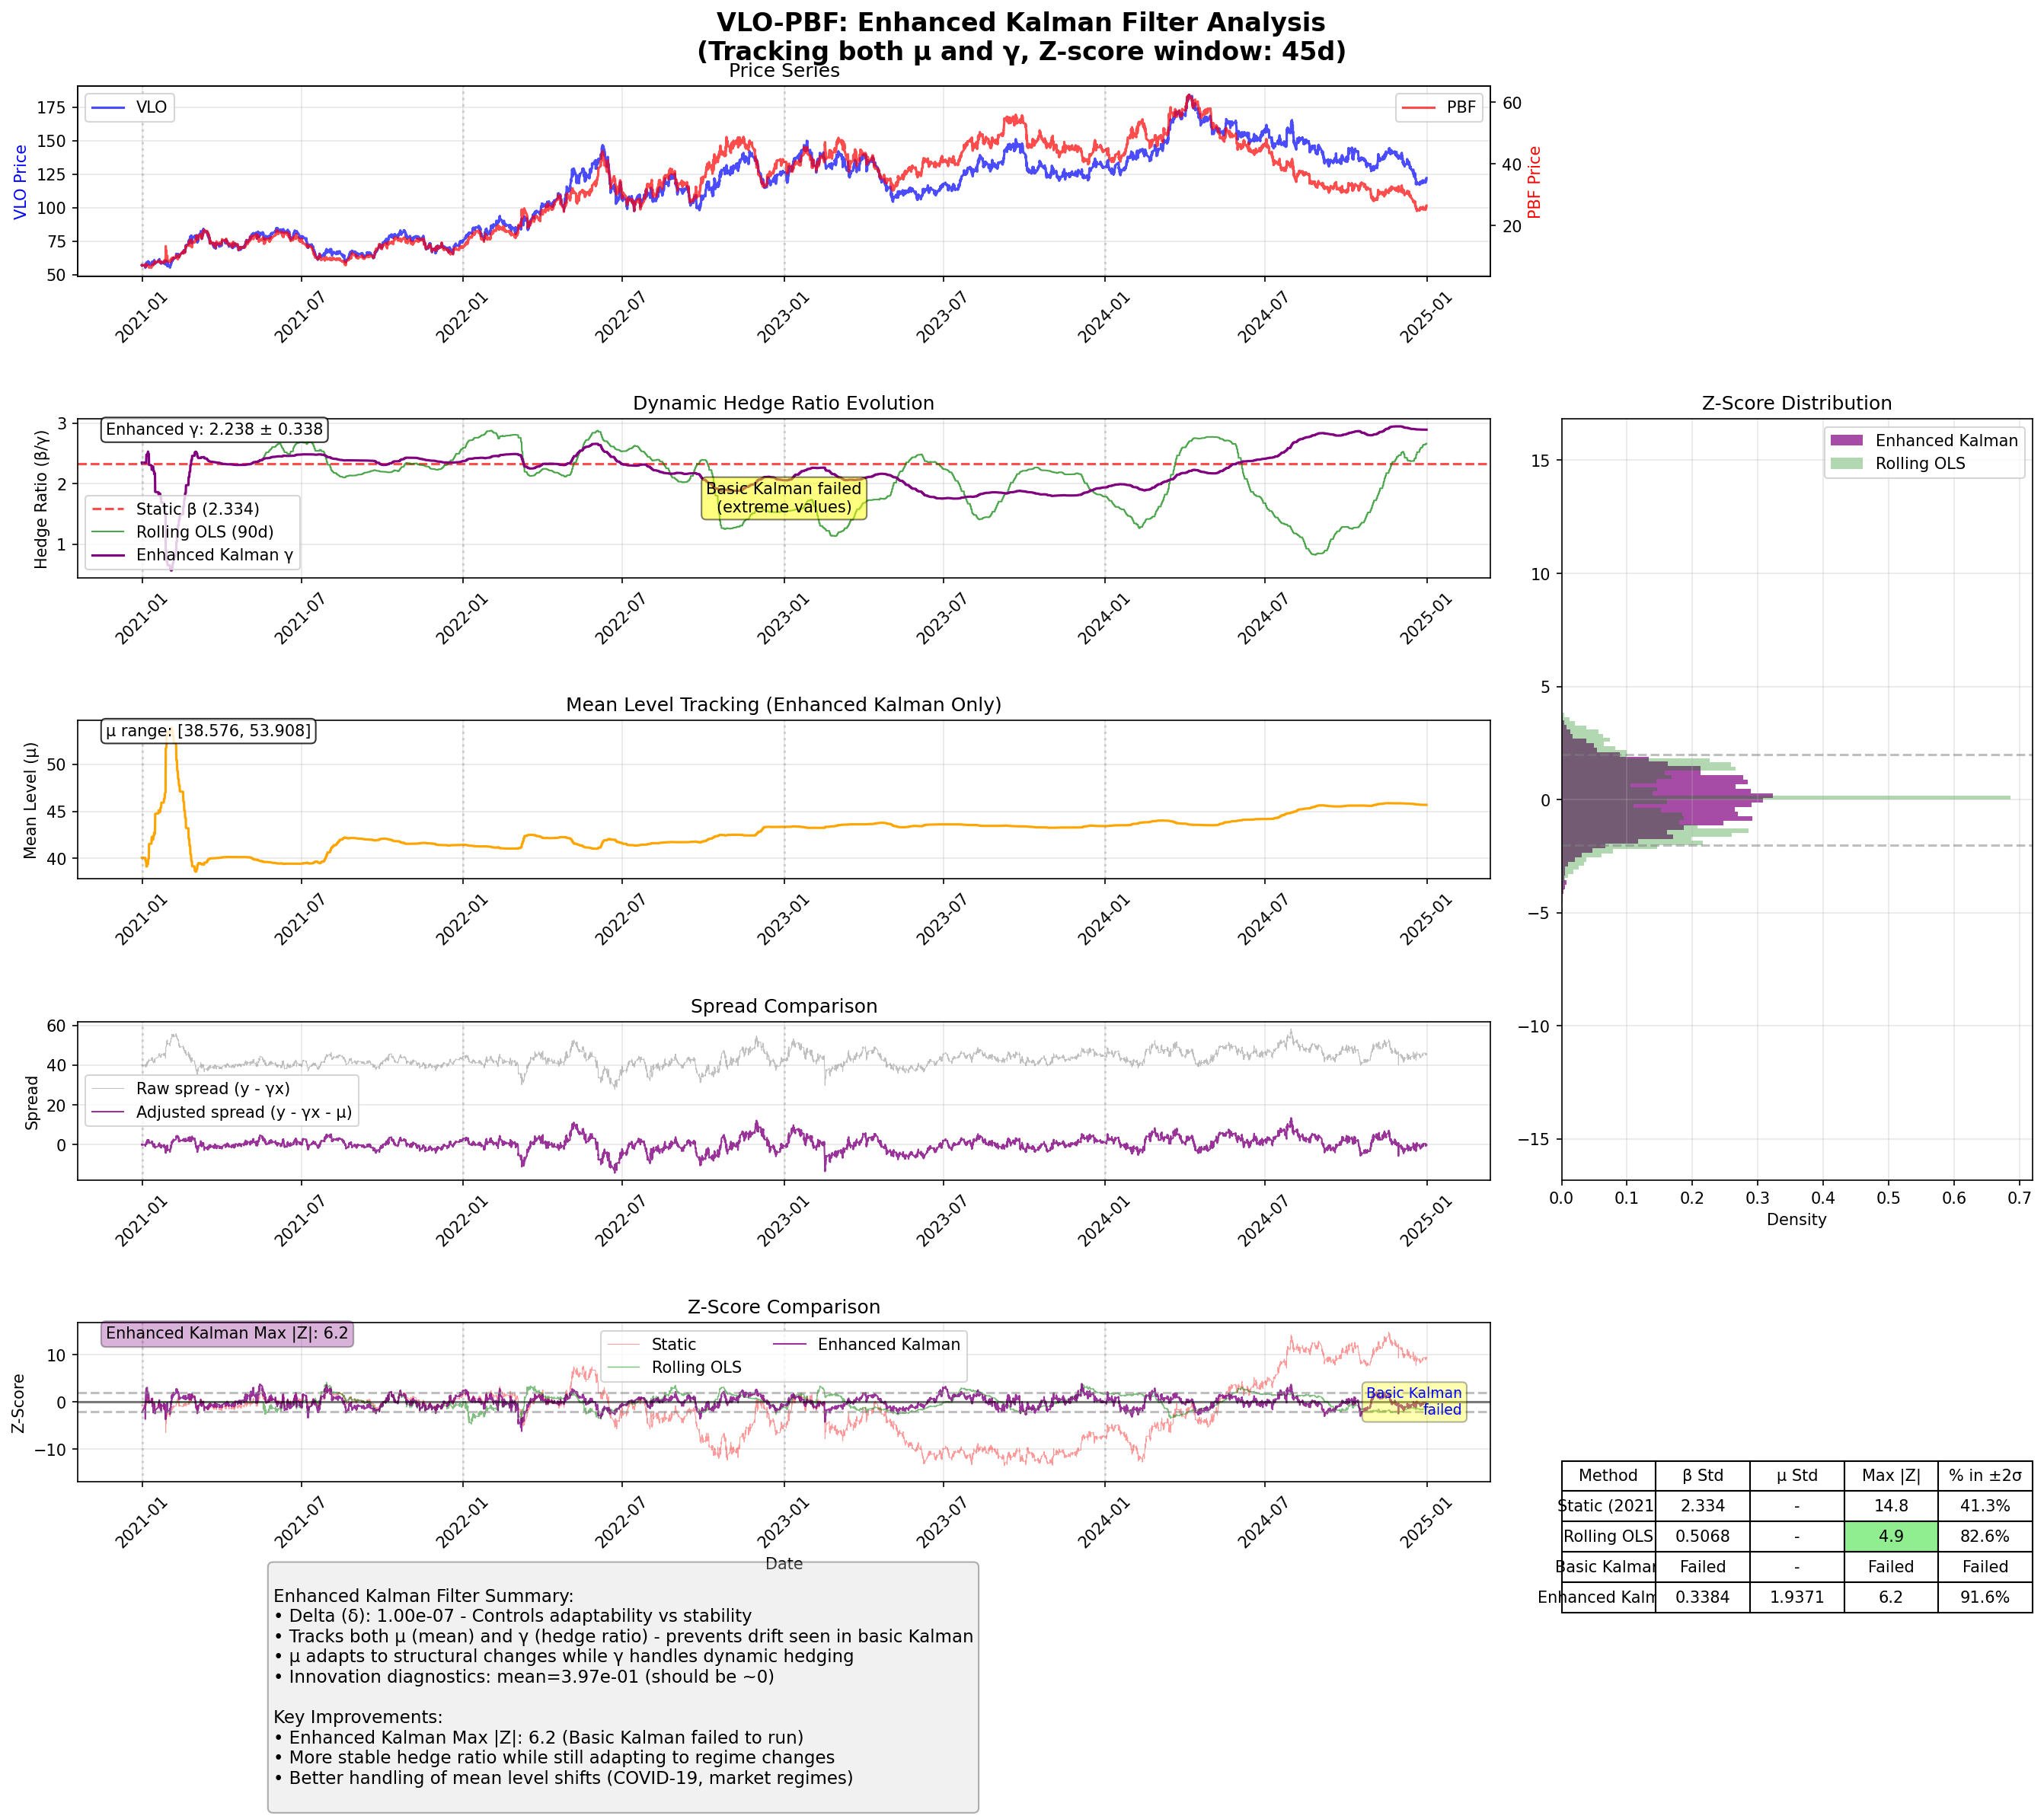 VLO-PBF: Enhanced Kalman Filter Analysis
(Tracking both μ and γ, Z-score window: 45d)
Price Series
VLO
PBF
VLO Price
PBF Price
175
150
125
100
75
50
60
40
20
2021-01
2021-07
2022-01
2022-07
2023-01
2023-07
2024-01
2024-07
2025-01
Dynamic Hedge Ratio Evolution
Enhanced γ: 2.238 ± 0.338
Hedge Ratio (β/γ)
3
2
1
Basic Kalman failed
(extreme values)
Static β (2.334)
Rolling OLS (90d)
Enhanced Kalman γ
2021-01
2021-07
2022-01
2022-07
2023-01
2023-07
2024-01
2024-07
2025-01
Z-Score Distribution
Enhanced Kalman
Rolling OLS
15
10
5
0
−5
−10
−15
0.0
0.1
0.2
0.3
0.4
0.5
0.6
0.7
Density
Mean Level Tracking (Enhanced Kalman Only)
μ range: [38.576, 53.908]
Mean Level (μ)
50
45
40
2021-01
2021-07
2022-01
2022-07
2023-01
2023-07
2024-01
2024-07
2025-01
Spread Comparison
Spread
60
40
20
0
Raw spread (y - γx)
Adjusted spread (y - γx - μ)
2021-01
2021-07
2022-01
2022-07
2023-01
2023-07
2024-01
2024-07
2025-01
Z-Score Comparison
Enhanced Kalman Max |Z|: 6.2
Static
Rolling OLS
Enhanced Kalman
Basic Kalman
failed
Z-Score
10
0
−10
2021-01
2021-07
2022-01
2022-07
2023-01
2023-07
2024-01
2024-07
2025-01
Date
Method β Std μ Std Max |Z| % in ±2σ
Static (2021 2.334 - 14.8 41.3%
Rolling OLS 0.5068 - 4.9 82.6%
Basic Kalman Failed - Failed Failed
Enhanced Kalm 0.3384 1.9371 6.2 91.6%
Enhanced Kalman Filter Summary:
• Delta (δ): 1.00e-07 - Controls adaptability vs stability
• Tracks both μ (mean) and γ (hedge ratio) - prevents drift seen in basic Kalman
• μ adapts to structural changes while γ handles dynamic hedging
• Innovation diagnostics: mean=3.97e-01 (should be ~0)
Key Improvements:
• Enhanced Kalman Max |Z|: 6.2 (Basic Kalman failed to run)
• More stable hedge ratio while still adapting to regime changes
• Better handling of mean level shifts (COVID-19, market regimes)